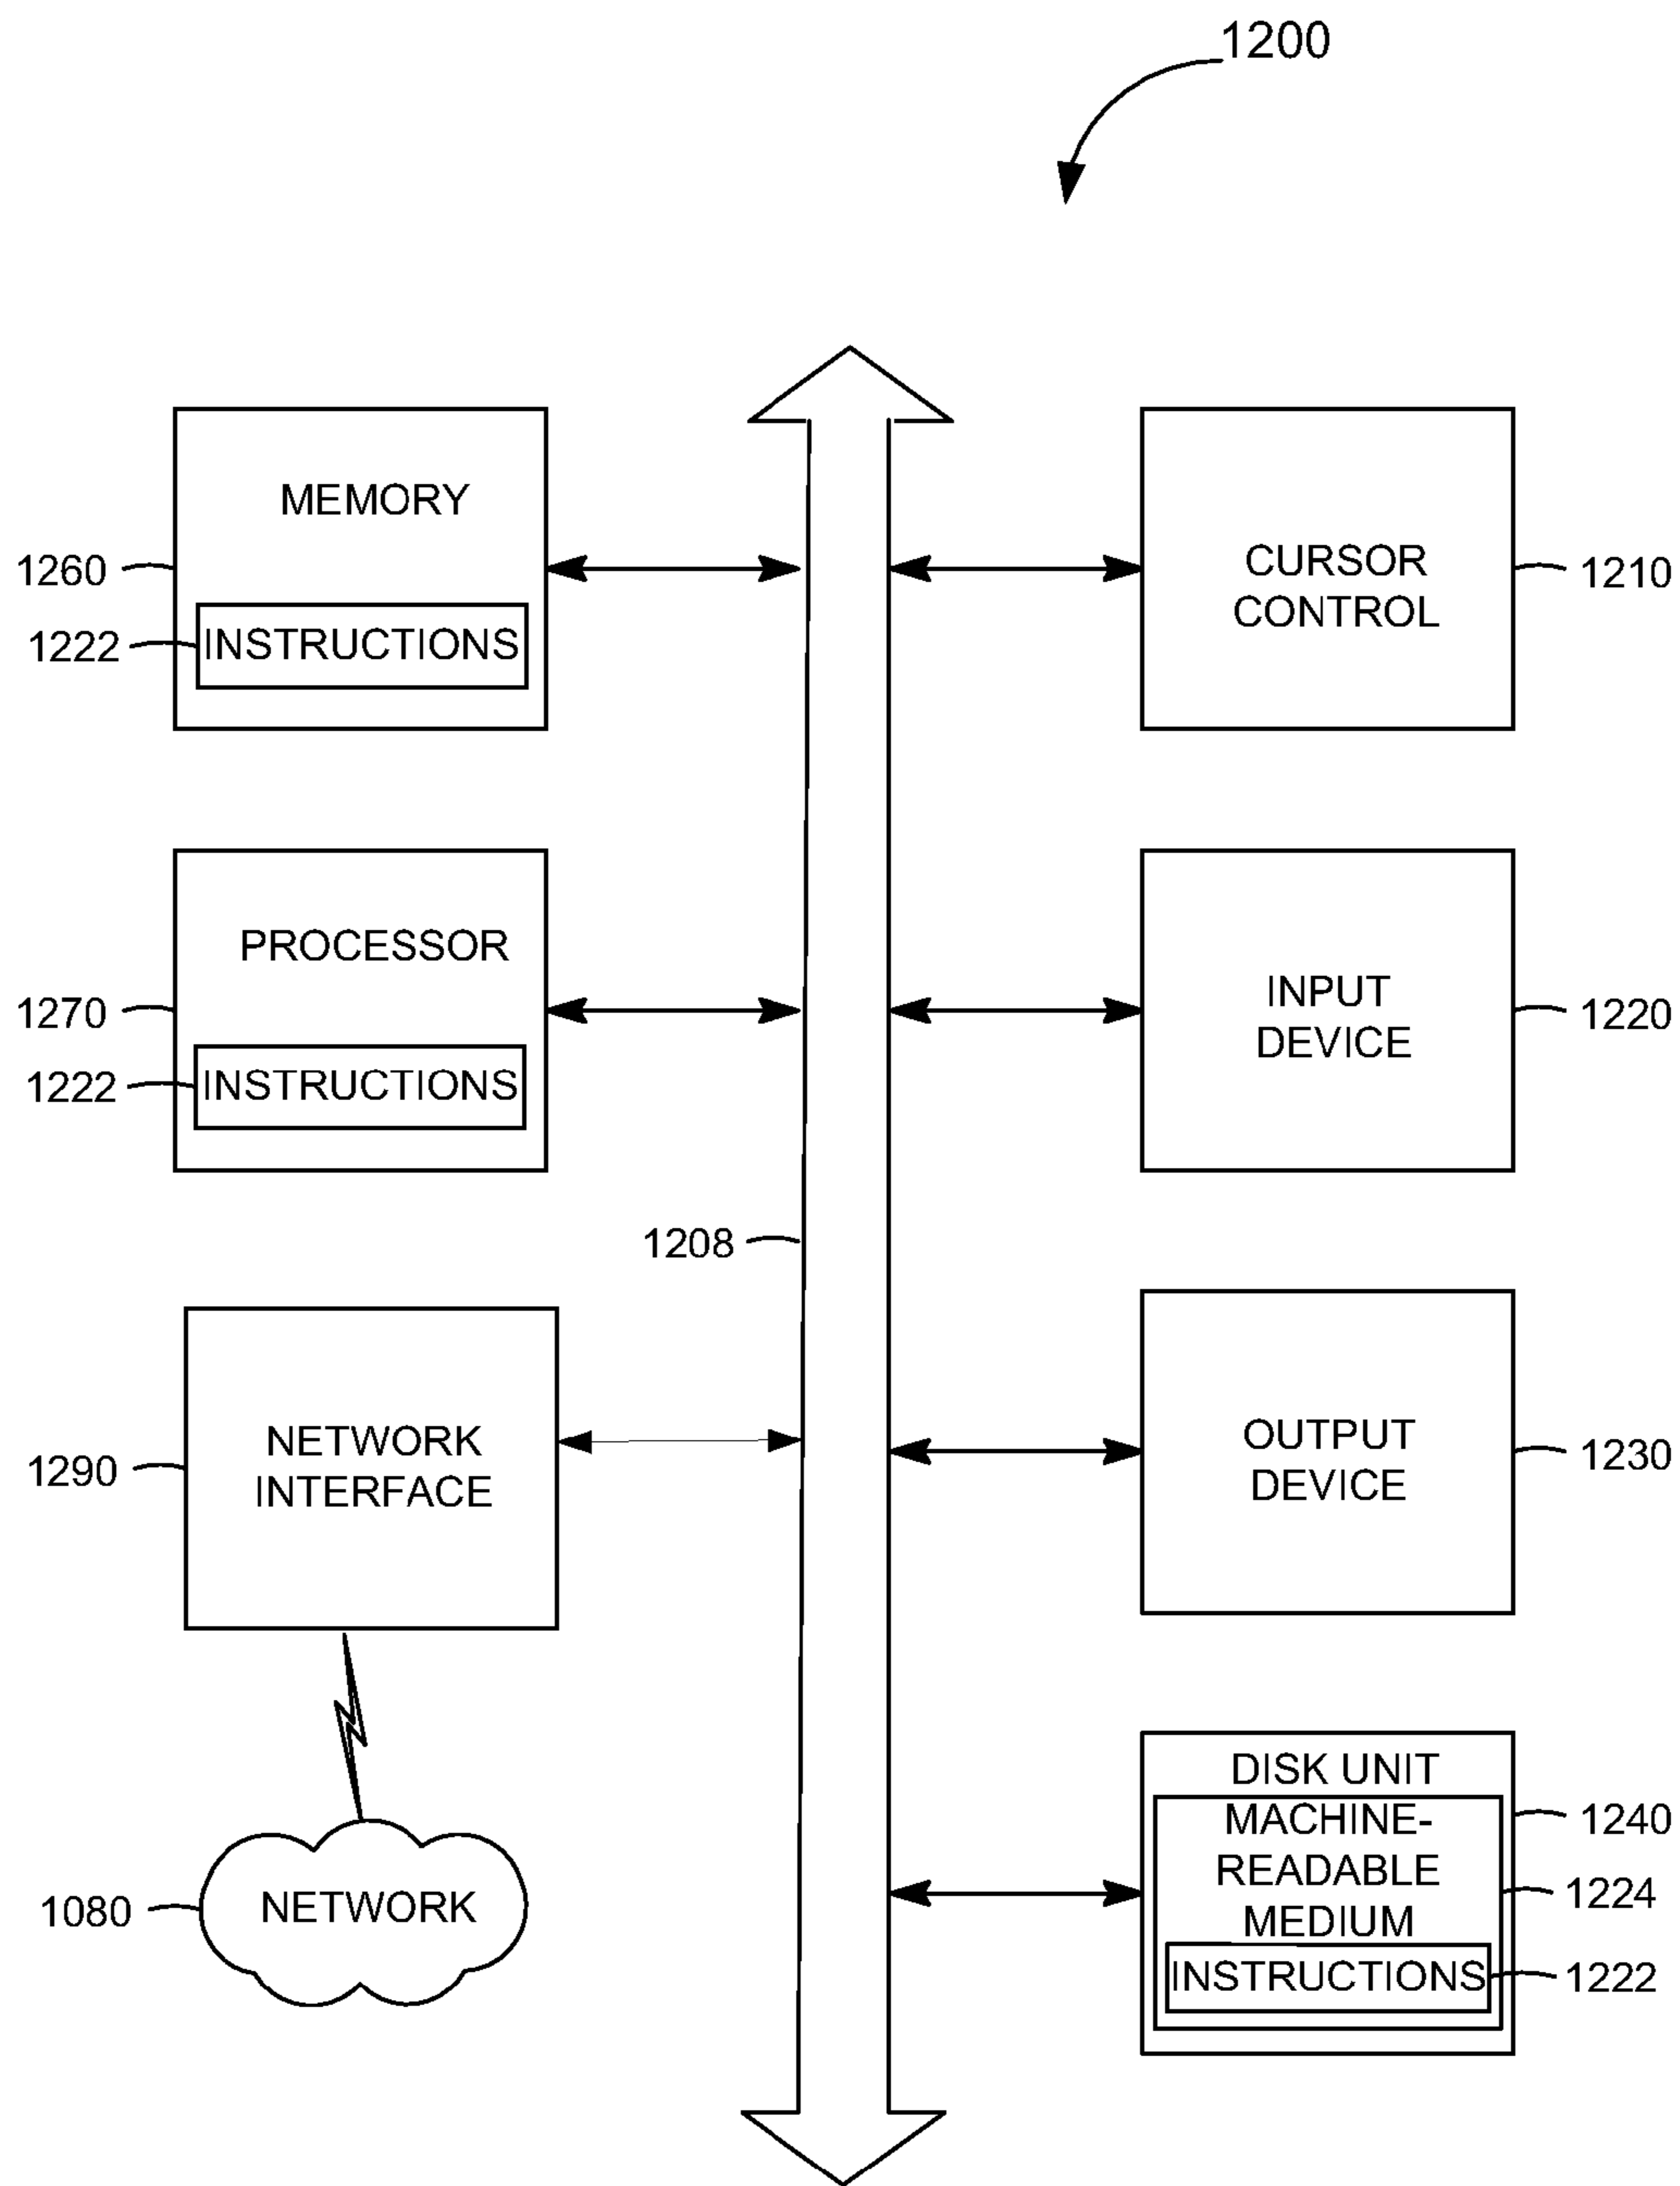 1200
MEMORY
1260
INSTRUCTIONS
1222
CURSOR
CONTROL
1210
PROCESSOR
1270
INSTRUCTIONS
1222
INPUT
DEVICE
1220
1208
NETWORK
INTERFACE
1290
OUTPUT
DEVICE
1230
NETWORK
1080
DISK UNIT
MACHINE-
READABLE
MEDIUM
INSTRUCTIONS
1240
1224
1222